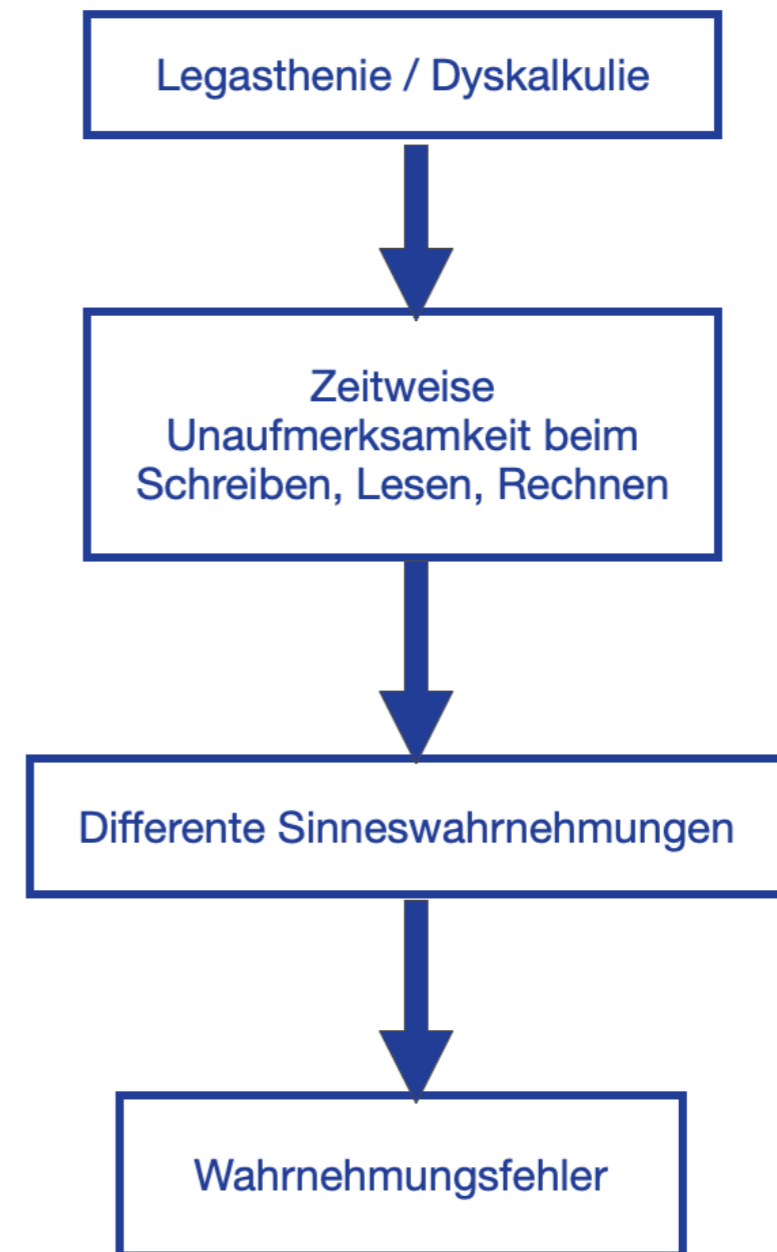 Legasthenie / Dyskalkulie
Zeitweise
Unaufmerksamkeit beim
Schreiben, Lesen, Rechnen
Differente Sinneswahrnehmungen
Wahrnehmungsfehler